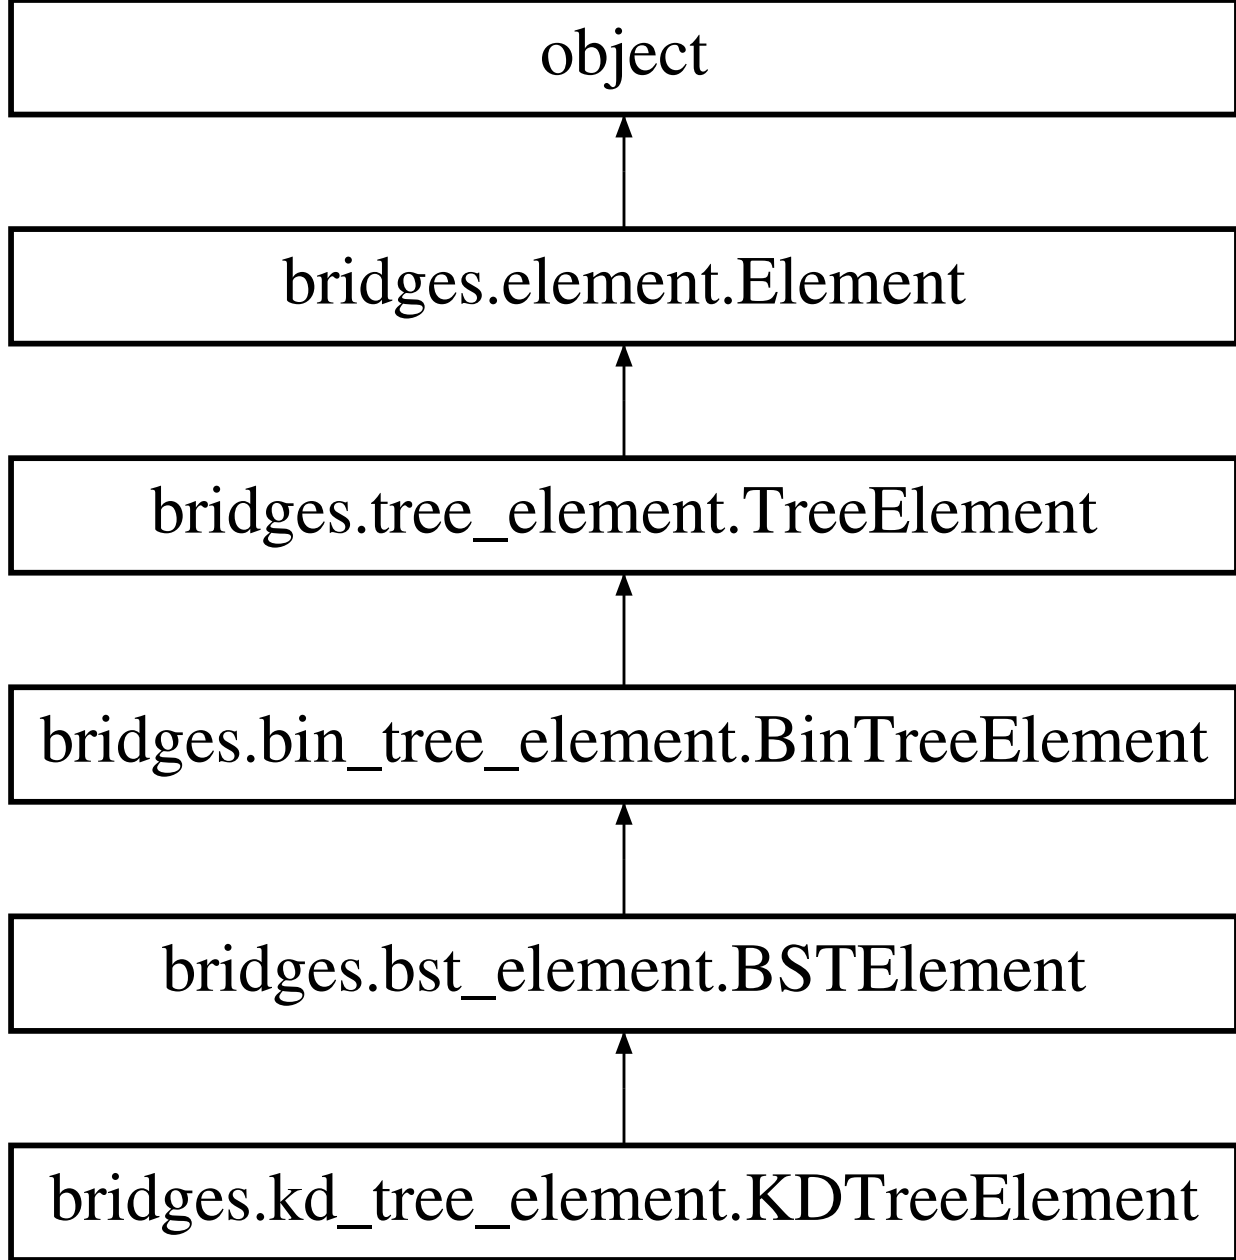 object
bridges.element.Element
bridges.tree_element.TreeElement
bridges.bin_tree_element.BinTreeElement
bridges.bst_element.BSTElement
bridges.kd_tree_element.KDTreeElement